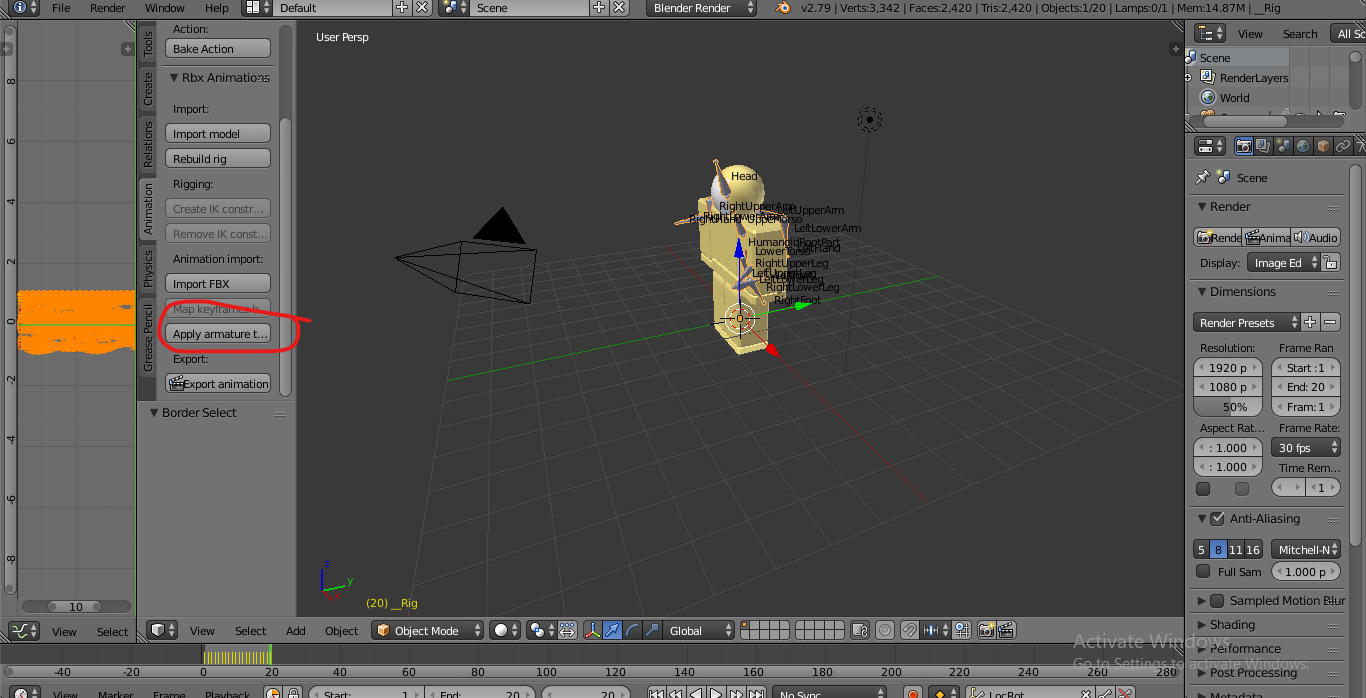 File Render Window Help Default Scene Blender Render v2.79 | Verts:3,342 | Faces:2,420 | Tris:2,420 | Objects:1/20 | Lamps:0/1 | Mem:14.87M | __Rig
User Persp
Tools
Create
Relations
Animation
Physics
Grease Pencil
Action:
Bake Action
Rbx Animations
Import:
Import model
Rebuild rig
Rigging:
Create IK constr...
Remove IK const...
Animation import:
Import FBX
Map keyframes b...
Apply armature t...
Export:
Export animation
Border Select
8
6
4
2
0
-2
-4
-6
-8
10
View Select
Head
RightUpperArm
LeftUpperArm
RightLowerArm
RightHand
UpperTorso
LeftLowerArm
HumanoidRootPart
LeftHand
LowerTorso
RightUpperLeg
LeftUpperLeg
LeftLowerLeg
RightLowerLeg
RightFoot
z
y
(20) __Rig
View Select Add Object Object Mode Global
-40 -20 0 20 40 60 80 100 120 140 160 180 200 220 240 260 280
View Marker Frame Playback Start: 1 End: 20 20 No Sync LocRot
View Search All Sc
Scene
RenderLayers
World
Scene
Render
Rende Anima Audio
Display: Image Ed
Dimensions
Render Presets
Resolution: Frame Ran
1920 p Start :1
1080 p End: 20
50% Fram: 1
Aspect Rat... Frame Rate:
: 1.000 30 fps
: 1.000 Time Rem...
1
Anti-Aliasing
5 8 11 16 Mitchell-N
Full Sam 1.000 p
Sampled Motion Blur
Shading
Performance
Post Processing
Metadata
Activate Windows
Go to Settings to activate Windows.